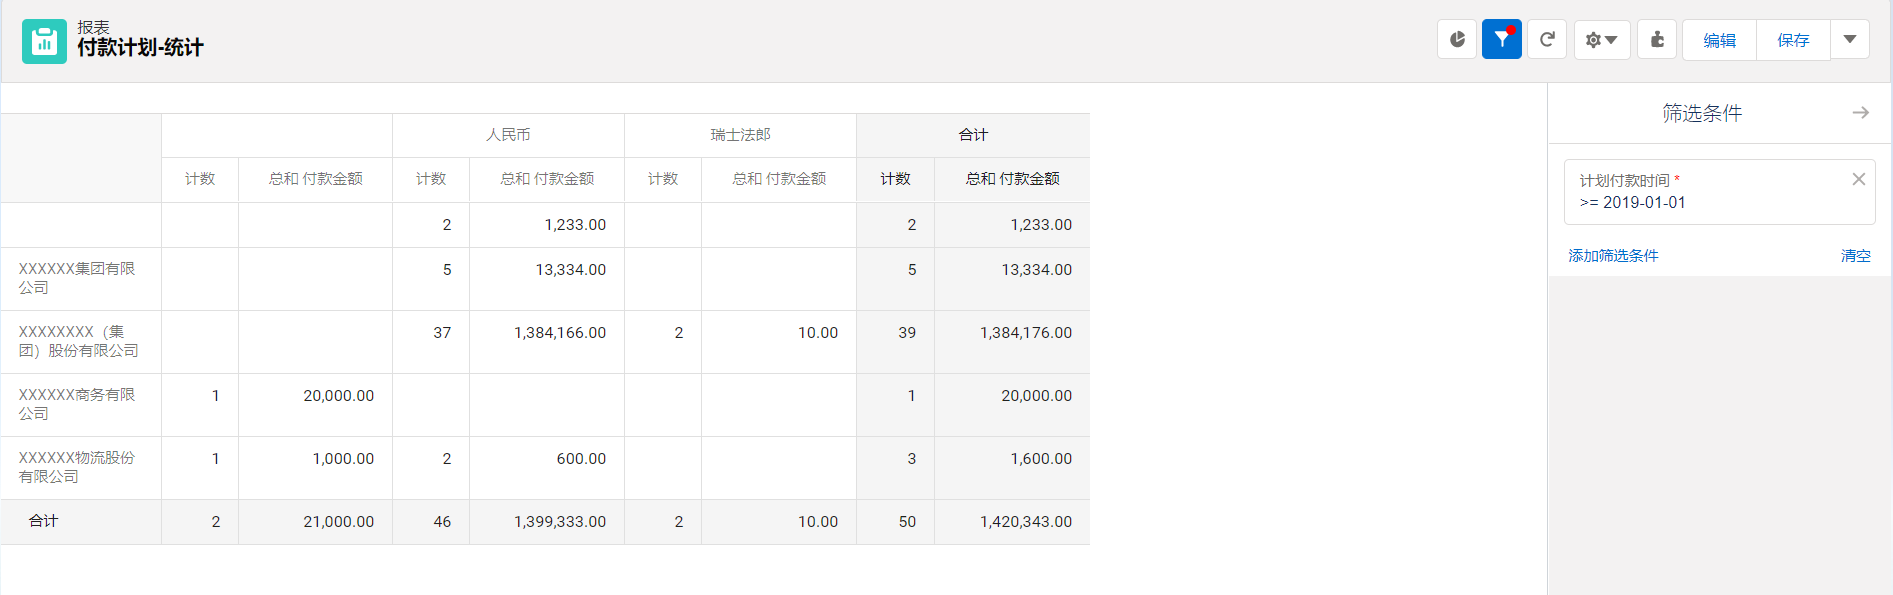 报表
付款计划-统计
编辑 保存
人民币 瑞士法郎 合计
计数 总和 付款金额 计数 总和 付款金额 计数 总和 付款金额 计数 总和 付款金额
2 1,233.00 2 1,233.00
XXXXXX集团有限
公司
5 13,334.00 5 13,334.00
XXXXXXXX（集
团）股份有限公司
37 1,384,166.00 2 10.00 39 1,384,176.00
XXXXXX商务有限
公司
1 20,000.00 1 20,000.00
XXXXXX物流股份
有限公司
1 1,000.00 2 600.00 3 1,600.00
合计 2 21,000.00 46 1,399,333.00 2 10.00 50 1,420,343.00
筛选条件
计划付款时间 *
>= 2019-01-01
添加筛选条件 清空